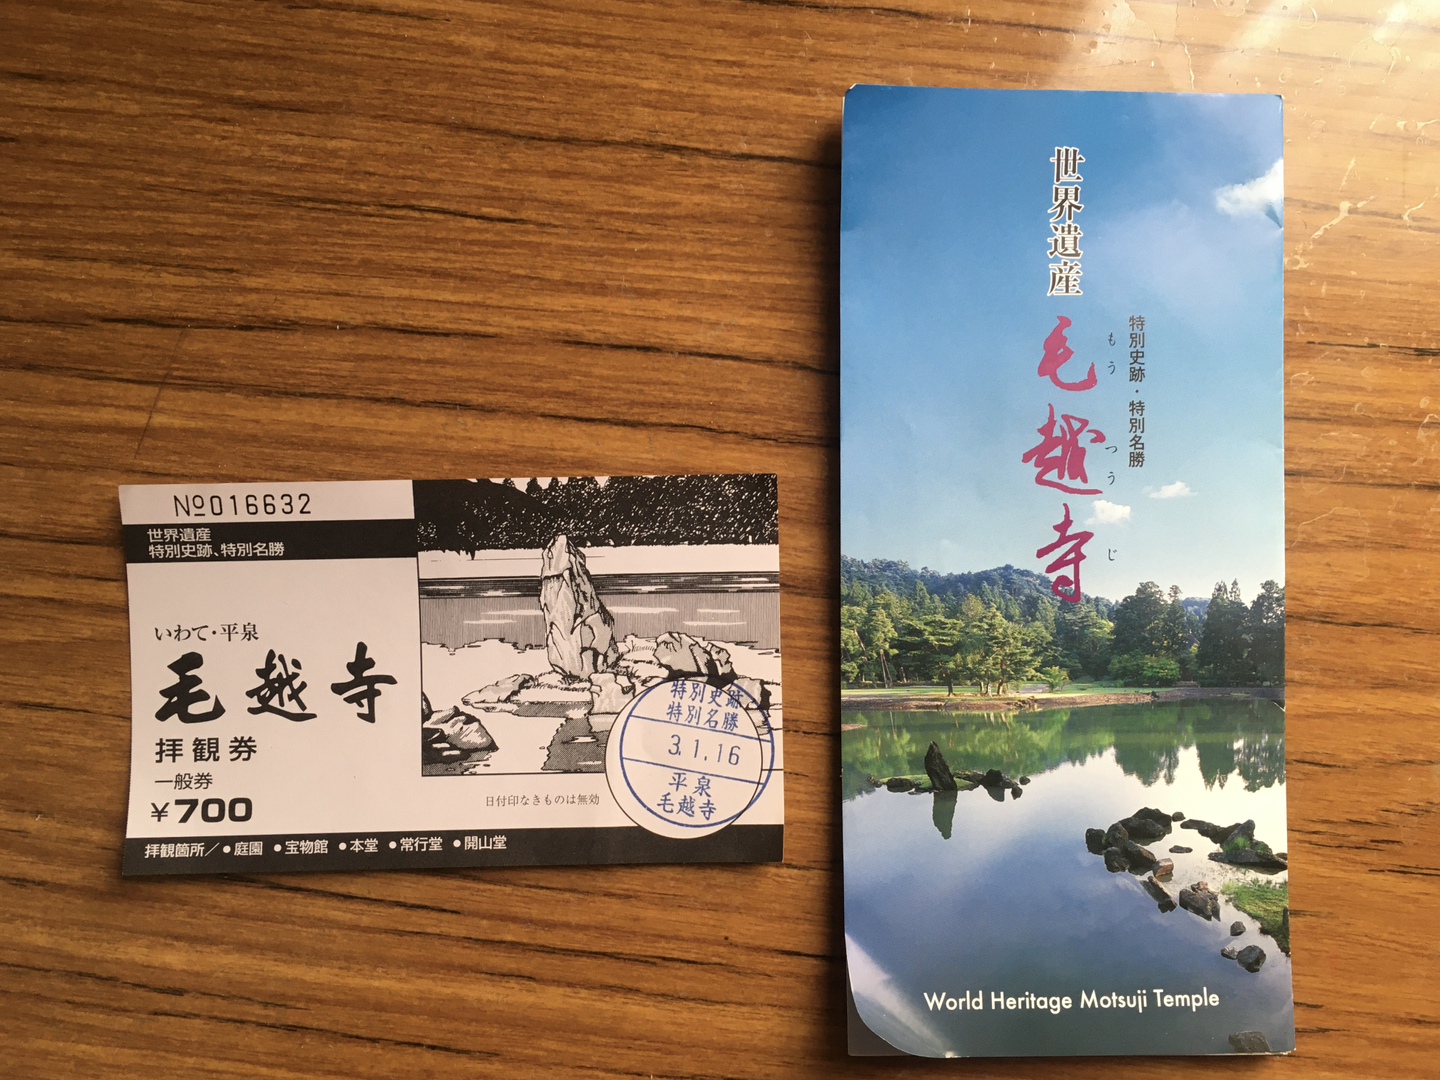 №016632
世界遺産
特別史跡、特別名勝
いわて・平泉
毛越寺
拝観券
一般券
¥700
日付印なきものは無効
特別史跡
特別名勝
3.1.16
平泉
毛越寺
拝観箇所/●庭園 ●宝物館 ●本堂 ●常行堂 ●開山堂
世界遺産
特別史跡・特別名勝
毛越寺
もう つう じ
World Heritage Motsuji Temple